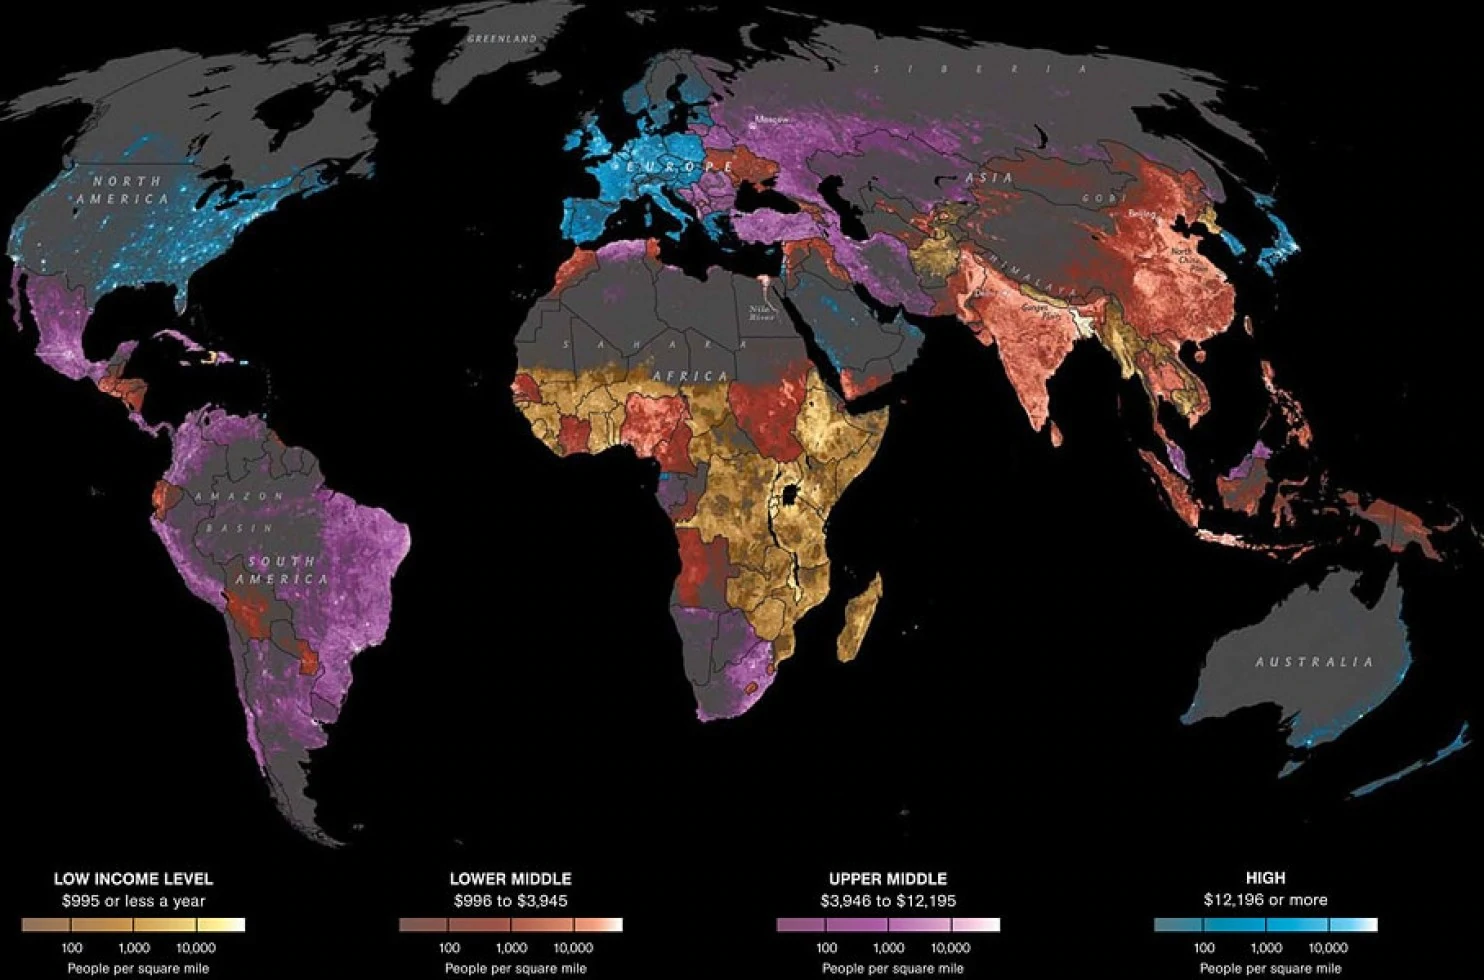 GREENLAND
SIBERIA
Moscow
EUROPE
NORTH
AMERICA
ASIA
GOBI
Beijing
North
China
Plain
HIMALAYA
Ganges
Plain
Nile
River
SAHARA
AFRICA
AMAZON
BASIN
SOUTH
AMERICA
AUSTRALIA
LOW INCOME LEVEL
$995 or less a year
100 1,000 10,000
People per square mile
LOWER MIDDLE
$996 to $3,945
100 1,000 10,000
People per square mile
UPPER MIDDLE
$3,946 to $12,195
100 1,000 10,000
People per square mile
HIGH
$12,196 or more
100 1,000 10,000
People per square mile